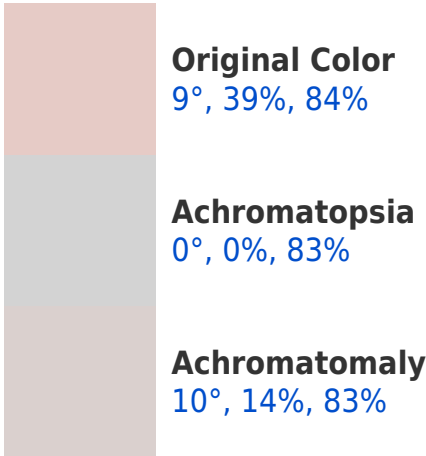 Original Color
9°, 39%, 84%
Achromatopsia
0°, 0%, 83%
Achromatomaly
10°, 14%, 83%